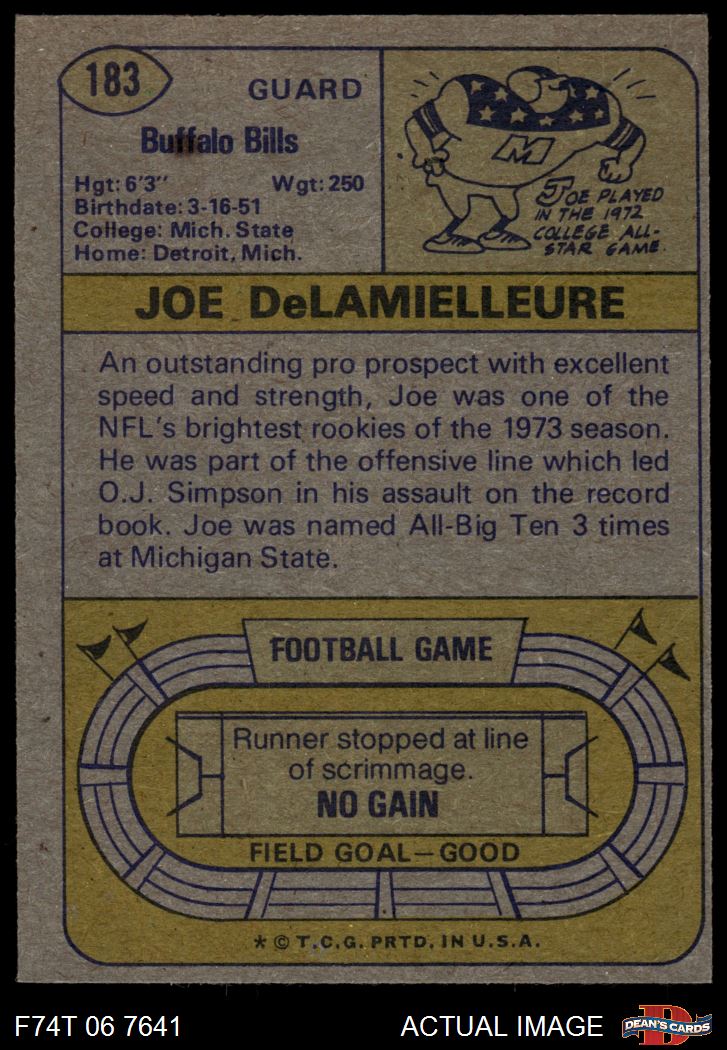 183
GUARD
Buffalo Bills
Hgt: 6'3" Wgt: 250
Birthdate: 3-16-51
College: Mich. State
Home: Detroit, Mich.
M
JOE PLAYED
IN THE 1972
COLLEGE ALL-
STAR GAME.
JOE DeLAMIELLEURE
An outstanding pro prospect with excellent
speed and strength, Joe was one of the
NFL's brightest rookies of the 1973 season.
He was part of the offensive line which led
O.J. Simpson in his assault on the record
book. Joe was named All-Big Ten 3 times
at Michigan State.
FOOTBALL GAME
Runner stopped at line
of scrimmage.
NO GAIN
FIELD GOAL—GOOD
* © T.C.G. PRTD. IN U.S.A.
F74T 06 7641
ACTUAL IMAGE
D
DEAN'S CARDS